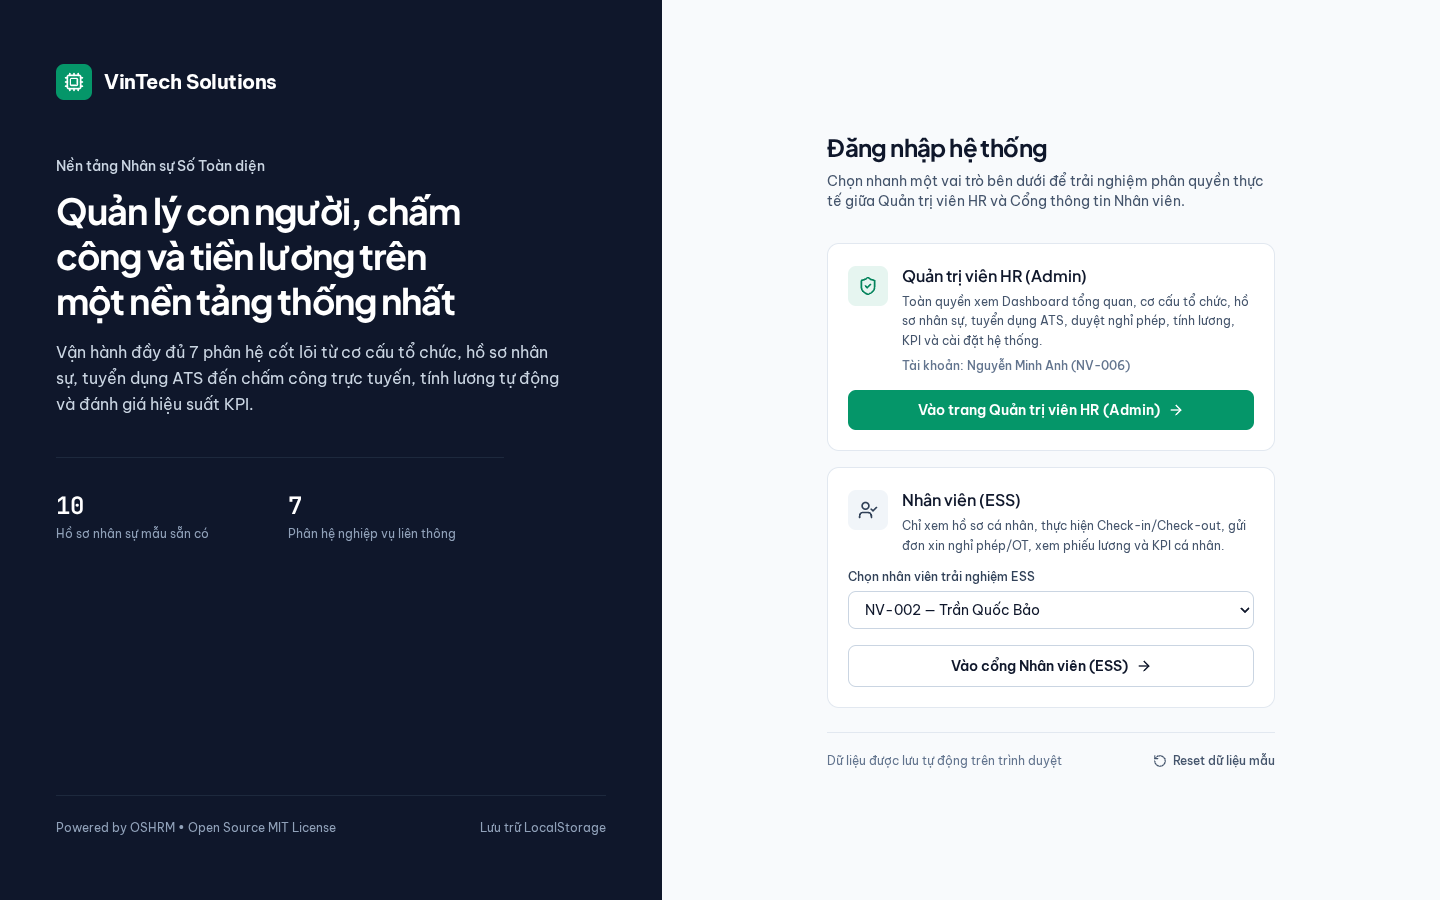 VinTech Solutions
Nền tảng Nhân sự Số Toàn diện
Quản lý con người, chấm
công và tiền lương trên
một nền tảng thống nhất
Vận hành đầy đủ 7 phân hệ cốt lõi từ cơ cấu tổ chức, hồ sơ nhân
sự, tuyển dụng ATS đến chấm công trực tuyến, tính lương tự động
và đánh giá hiệu suất KPI.
10
Hồ sơ nhân sự mẫu sẵn có
7
Phân hệ nghiệp vụ liên thông
Powered by OSHRM • Open Source MIT License
Lưu trữ LocalStorage
Đăng nhập hệ thống
Chọn nhanh một vai trò bên dưới để trải nghiệm phân quyền thực
tế giữa Quản trị viên HR và Cổng thông tin Nhân viên.
Quản trị viên HR (Admin)
Toàn quyền xem Dashboard tổng quan, cơ cấu tổ chức, hồ
sơ nhân sự, tuyển dụng ATS, duyệt nghỉ phép, tính lương,
KPI và cài đặt hệ thống.
Tài khoản: Nguyễn Minh Anh (NV-006)
Vào trang Quản trị viên HR (Admin)
Nhân viên (ESS)
Chỉ xem hồ sơ cá nhân, thực hiện Check-in/Check-out, gửi
đơn xin nghỉ phép/OT, xem phiếu lương và KPI cá nhân.
Chọn nhân viên trải nghiệm ESS
NV-002 — Trần Quốc Bảo
Vào cổng Nhân viên (ESS)
Dữ liệu được lưu tự động trên trình duyệt
Reset dữ liệu mẫu